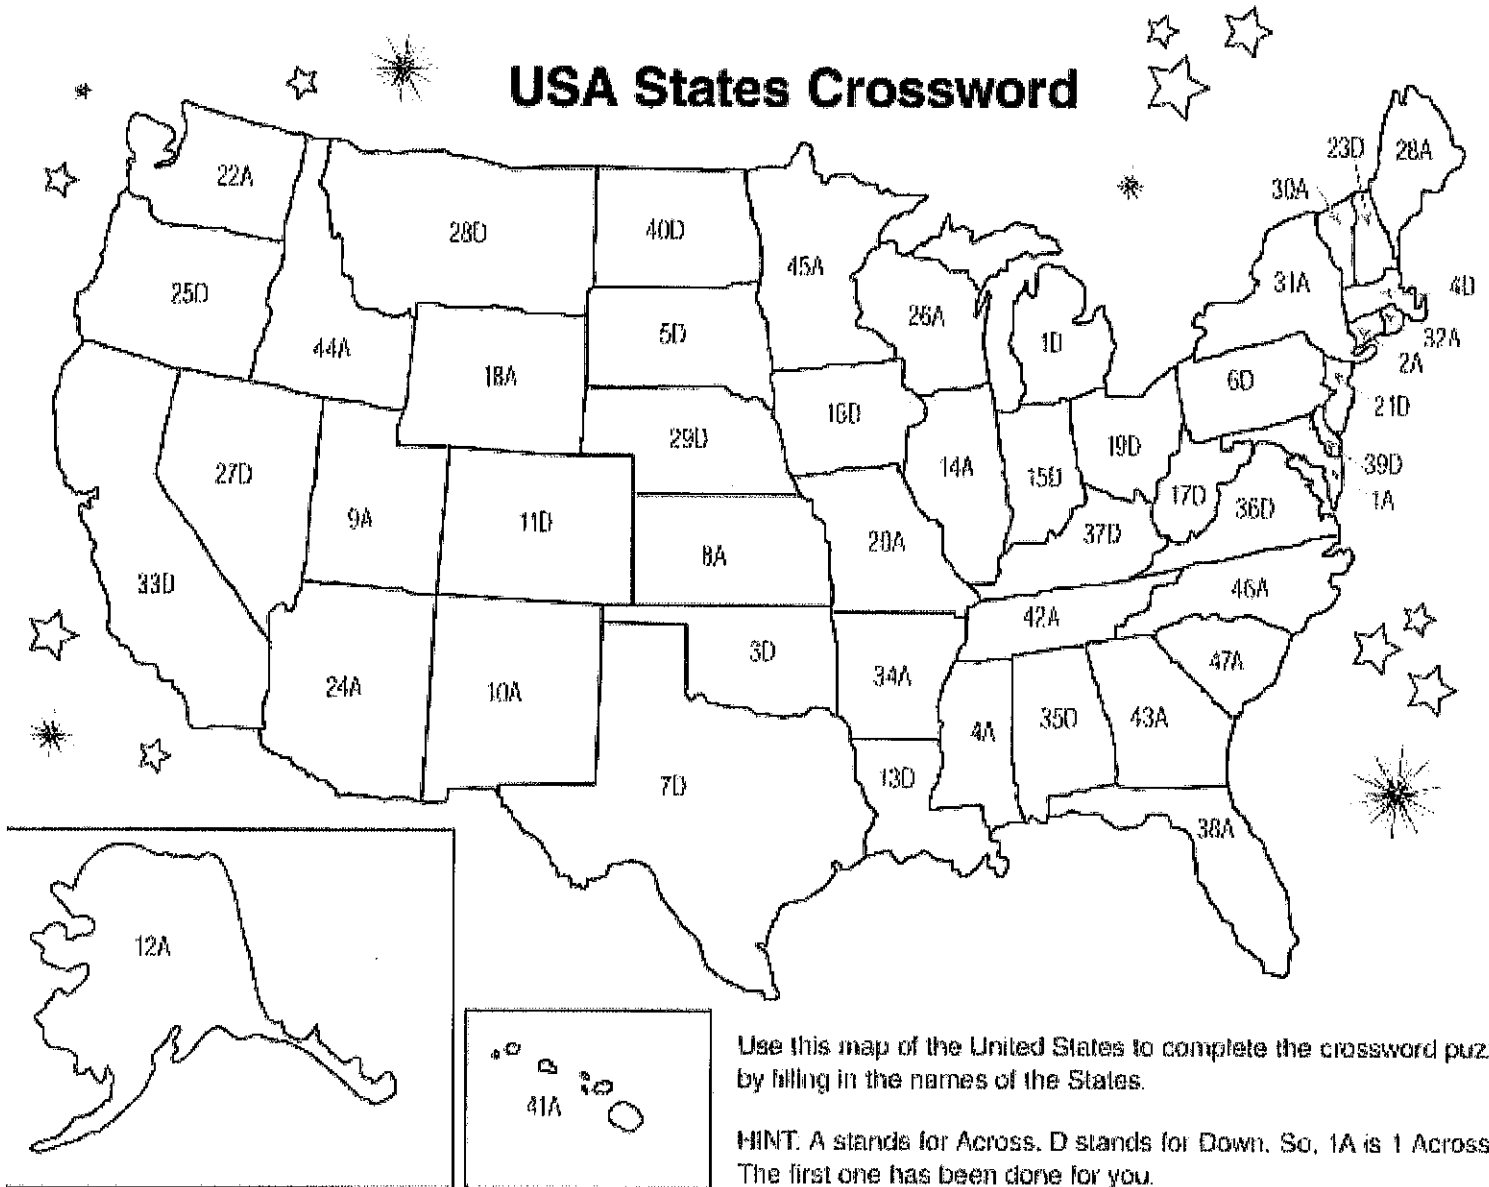 USA States Crossword
23D 28A
22A 30A
28D 40D
45A
25D 31A 4D
26A
5D 1D 32A
44A 2A
18A 6D
16D 21D
29D 19D
27D 14A 15D 39D
17D 1A
9A 11D 36D
20A 37D
8A
33D 46A
42A
3D
24A 10A 34A 47A
4A 35D 43A
7D 13D
38A
12A
41A
Use this map of the United States to complete the crossword puz
by filling in the names of the States.
HINT. A stands for Across. D stands for Down. So, 1A is 1 Across
The first one has been done for you.